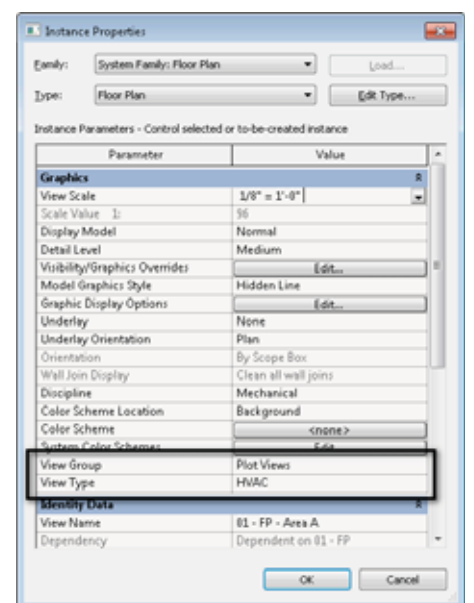 Instance Properties
Family: System Family: Floor Plan Load...
Type: Floor Plan Edit Type...
Instance Parameters - Control selected or to-be-created instance
Parameter Value
Graphics
View Scale 1/8" = 1'-0"
Scale Value 1: 96
Display Model Normal
Detail Level Medium
Visibility/Graphics Overrides Edit...
Model Graphics Style Hidden Line
Graphic Display Options Edit...
Underlay None
Underlay Orientation Plan
Orientation By Scope Box
Wall Join Display Clean all wall joins
Discipline Mechanical
Color Scheme Location Background
Color Scheme <none>
System Color Schemes Edit...
View Group Plot Views
View Type HVAC
Identity Data
View Name 01 - FP - Area A
Dependency Dependent on 01 - FP
OK Cancel